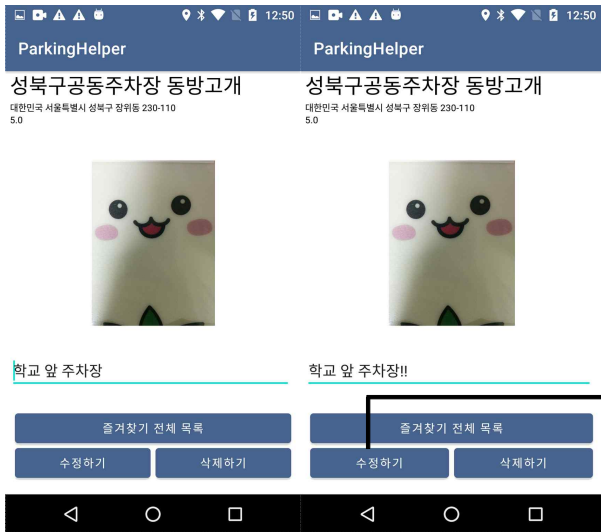 12:50
ParkingHelper
성북구공동주차장 동방고개
대한민국 서울특별시 성북구 장위동 230-110
5.0
학교 앞 주차장
즐겨찾기 전체 목록
수정하기
삭제하기
12:50
ParkingHelper
성북구공동주차장 동방고개
대한민국 서울특별시 성북구 장위동 230-110
5.0
학교 앞 주차장!!
즐겨찾기 전체 목록
수정하기
삭제하기